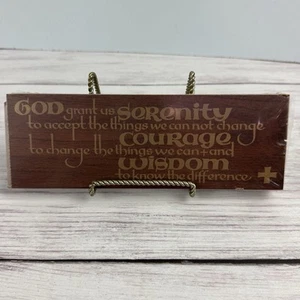 GOD grant us serenity
to accept the things we can not change
courage
to change the things we can+and
wisdom
to know the difference